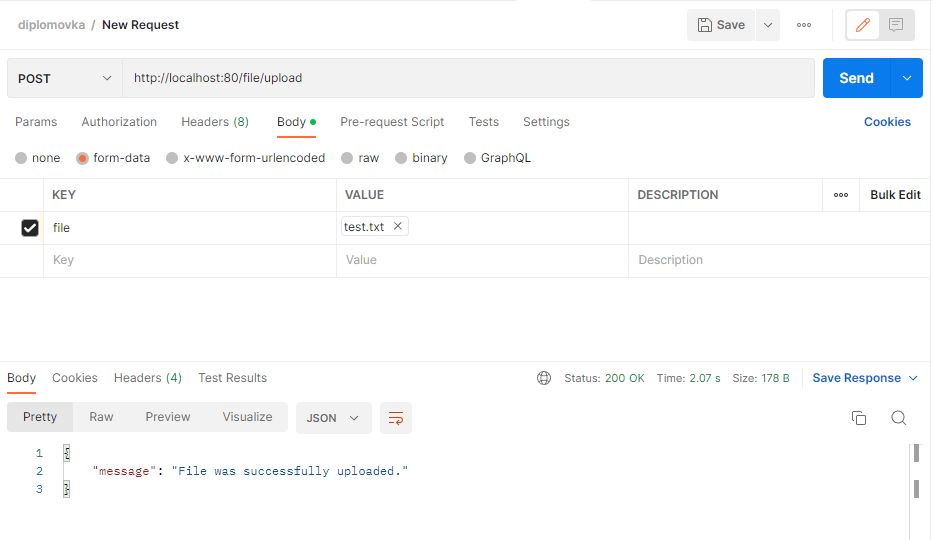 diplomovka / New Request
Save
POST
http://localhost:80/file/upload
Send
Params Authorization Headers (8) Body Pre-request Script Tests Settings Cookies
none form-data x-www-form-urlencoded raw binary GraphQL
KEY VALUE DESCRIPTION Bulk Edit
file test.txt
Key Value Description
Body Cookies Headers (4) Test Results Status: 200 OK Time: 2.07 s Size: 178 B Save Response
Pretty Raw Preview Visualize JSON
1 {
2 "message": "File was successfully uploaded."
3 }